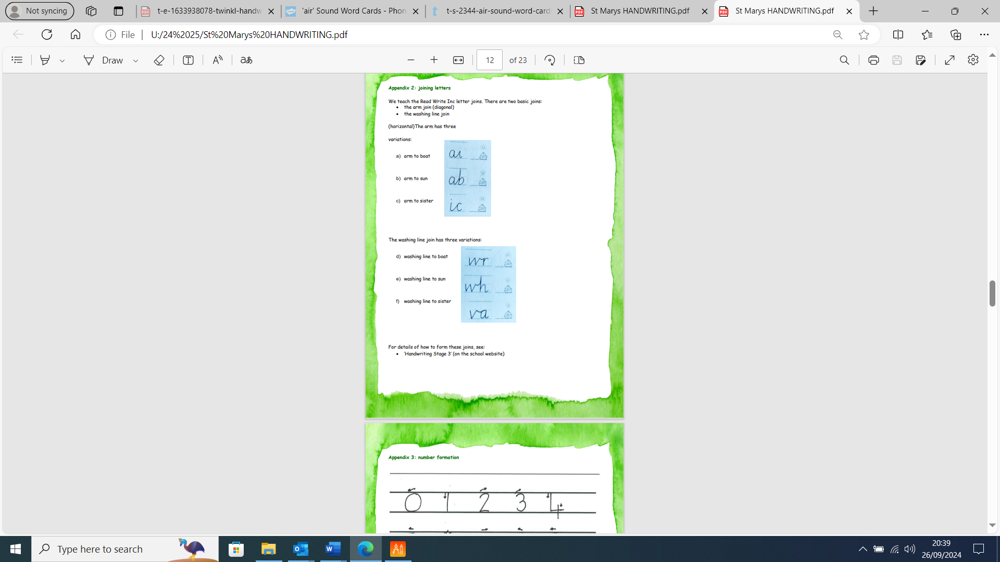 Not syncing
t-e-1633938078-twinkl-handw
'air' Sound Word Cards - Phon
t-s-2344-air-sound-word-card
St Marys HANDWRITING.pdf
St Marys HANDWRITING.pdf
File
U:/24%2025/St%20Marys%20HANDWRITING.pdf
Draw
12 of 23
Appendix 2: joining letters
We teach the Read Write Inc letter joins. There are two basic joins:
• the arm join (diagonal)
• the washing line join
(horizontal)The arm has three
variations:
a) arm to boat
ai
b) arm to sun
ab
c) arm to sister
ic
The washing line join has three variations:
d) washing line to boat
wr
e) washing line to sun
wh
f) washing line to sister
va
For details of how to form these joins, see:
• 'Handwriting Stage 3' (on the school website)
Appendix 3: number formation
0 1 2 3 4
Type here to search
20:39
26/09/2024